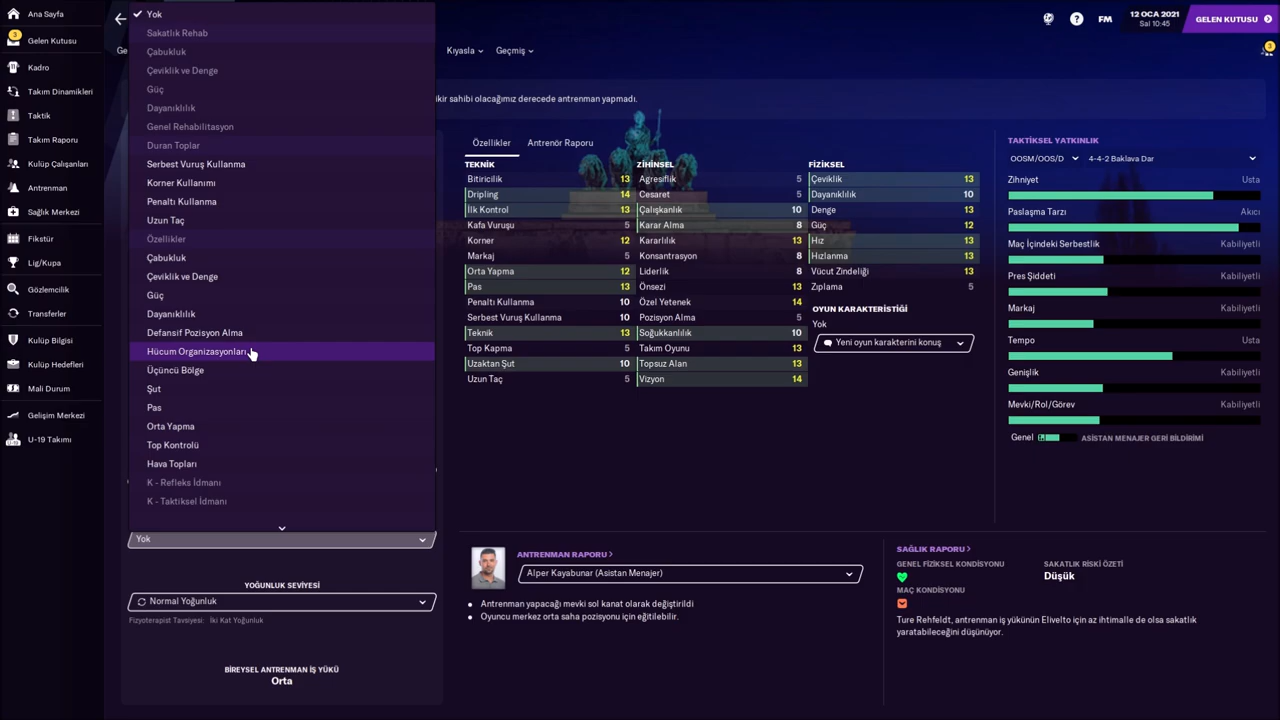 Ana Sayfa
3
Gelen Kutusu
Kadro
Takım Dinamikleri
Taktik
Takım Raporu
Kulüp Çalışanları
Antrenman
Sağlık Merkezi
Fikstür
Lig/Kupa
Gözlemcilik
Transferler
Kulüp Bilgisi
Kulüp Hedefleri
Mali Durum
Gelişim Merkezi
U-19 Takımı
Ge
Kıyasla
Geçmiş
?
FM
12 OCA 2021
Sal 10:45
GELEN KUTUSU
3
Yok
Sakatlık Rehab
Çabukluk
Çeviklik ve Denge
Güç
Dayanıklılık
Genel Rehabilitasyon
Duran Toplar
Serbest Vuruş Kullanma
Korner Kullanımı
Penaltı Kullanma
Uzun Taç
Özellikler
Çabukluk
Çeviklik ve Denge
Güç
Dayanıklılık
Defansif Pozisyon Alma
Hücum Organizasyonları
Üçüncü Bölge
Şut
Pas
Orta Yapma
Top Kontrolü
Hava Topları
K - Refleks İdmanı
K - Taktiksel İdmanı
Yok
YOĞUNLUK SEVİYESİ
Normal Yoğunluk
Fizyoterapist Tavsiyesi: İki Kat Yoğunluk
BİREYSEL ANTRENMAN İŞ YÜKÜ
Orta
ikir sahibi olacağımız derecede antrenman yapmadı.
Özellikler Antrenör Raporu
TEKNİK
Bitiricilik 13
Dripling 14
İlk Kontrol 13
Kafa Vuruşu 5
Korner 12
Markaj 5
Orta Yapma 12
Pas 13
Penaltı Kullanma 10
Serbest Vuruş Kullanma 10
Teknik 13
Top Kapma 5
Uzaktan Şut 10
Uzun Taç 5
ZİHİNSEL
Agresiflik 5
Cesaret 5
Çalışkanlık 10
Karar Alma 8
Kararlılık 13
Konsantrasyon 8
Liderlik 8
Önsezi 13
Özel Yetenek 14
Pozisyon Alma 5
Soğukkanlılık 10
Takım Oyunu 13
Topsuz Alan 13
Vizyon 14
FİZİKSEL
Çeviklik 13
Dayanıklılık 10
Denge 13
Güç 12
Hız 13
Hızlanma 13
Vücut Zindeliği 13
Zıplama 5
OYUN KARAKTERİSTİĞİ
Yok
Yeni oyun karakterini konuş
TAKTİKSEL YATKINLIK
OOSM/OOS/D 4-4-2 Baklava Dar
Zihniyet Usta
Paslaşma Tarzı Akıcı
Maç İçindeki Serbestlik Kabiliyetli
Pres Şiddeti Kabiliyetli
Markaj Kabiliyetli
Tempo Usta
Genişlik Kabiliyetli
Mevki/Rol/Görev Kabiliyetli
Genel ASİSTAN MENAJER GERİ BİLDİRİMİ
ANTRENMAN RAPORU
Alper Kayabunar (Asistan Menajer)
Antrenman yapacağı mevki sol kanat olarak değiştirildi
Oyuncu merkez orta saha pozisyonu için eğitilebilir.
SAĞLIK RAPORU
GENEL FİZİKSEL KONDİSYONU
MAÇ KONDİSYONU
SAKATLIK RİSKİ ÖZETİ
Düşük
Ture Rehfeldt, antrenman iş yükünün Elivelto için az ihtimalle de olsa sakatlık
yaratabileceğini düşünüyor.